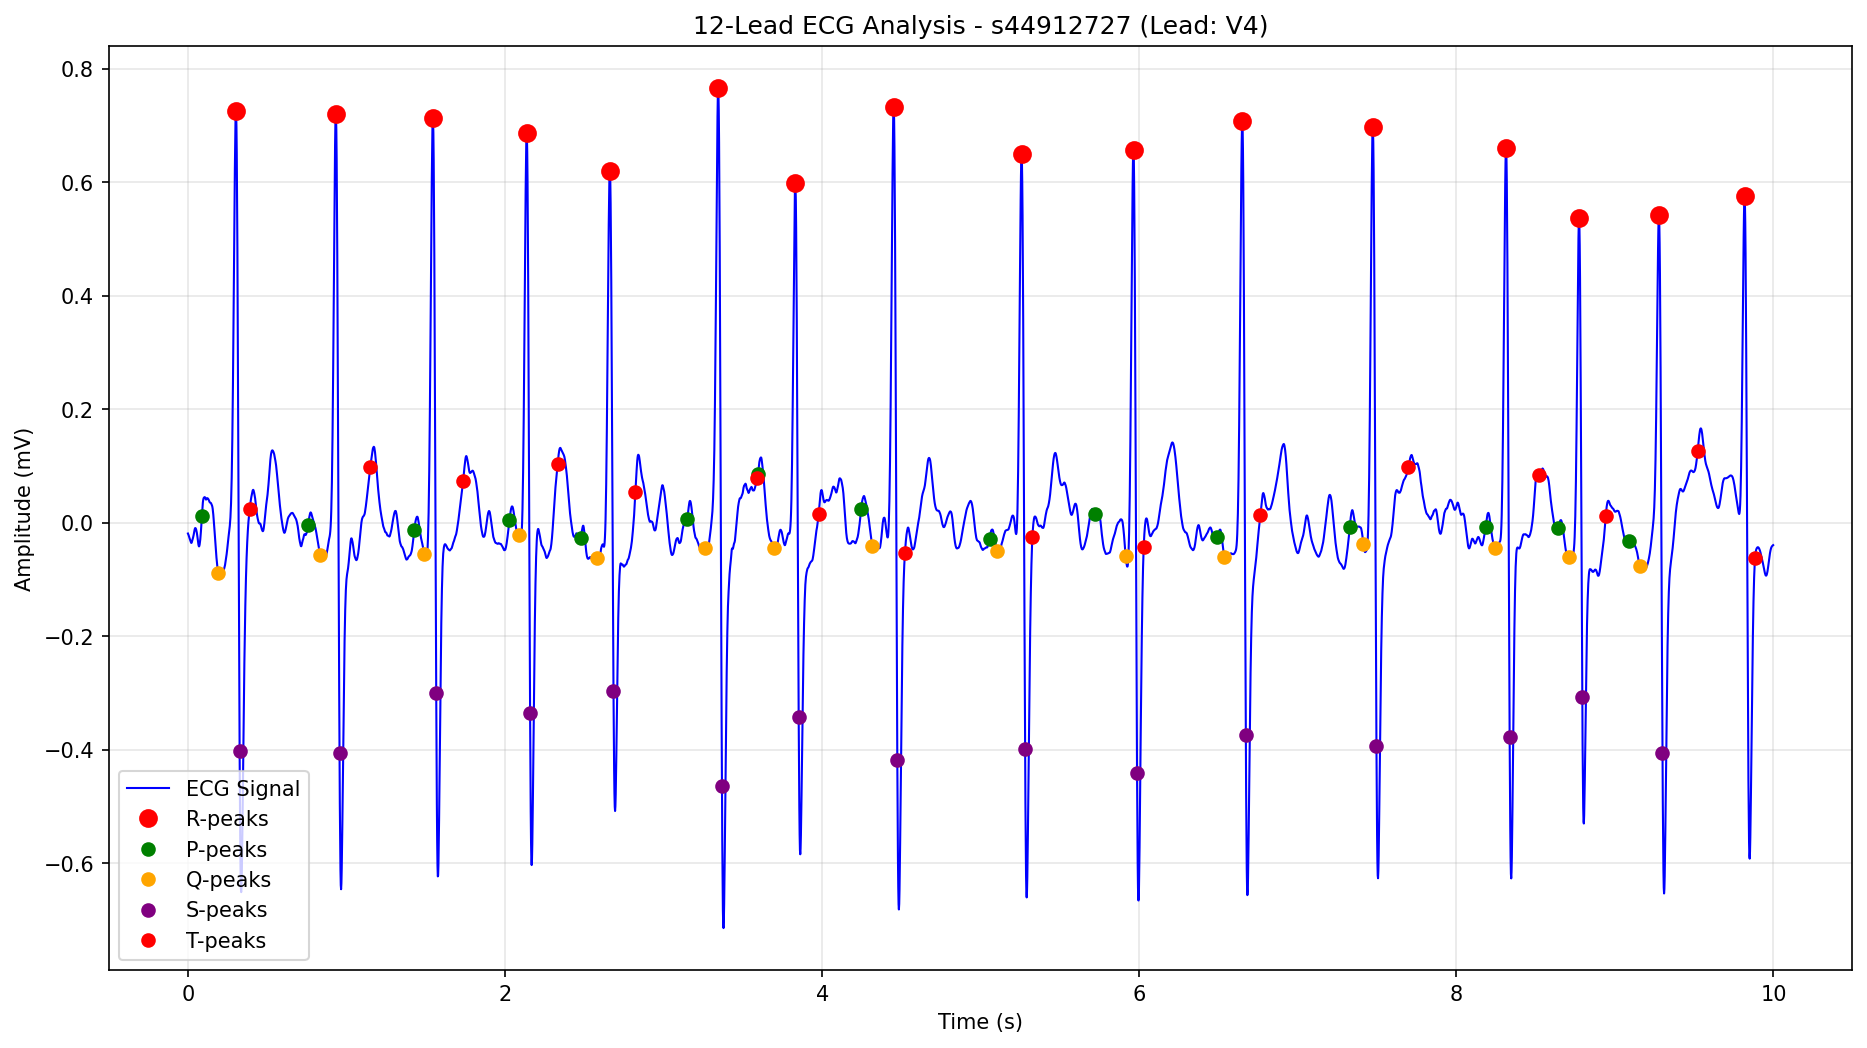 12-Lead ECG Analysis - s44912727 (Lead: V4)
Amplitude (mV)
0.8
0.6
0.4
0.2
0.0
−0.2
−0.4
−0.6
ECG Signal
R-peaks
P-peaks
Q-peaks
S-peaks
T-peaks
0 2 4 6 8 10
Time (s)